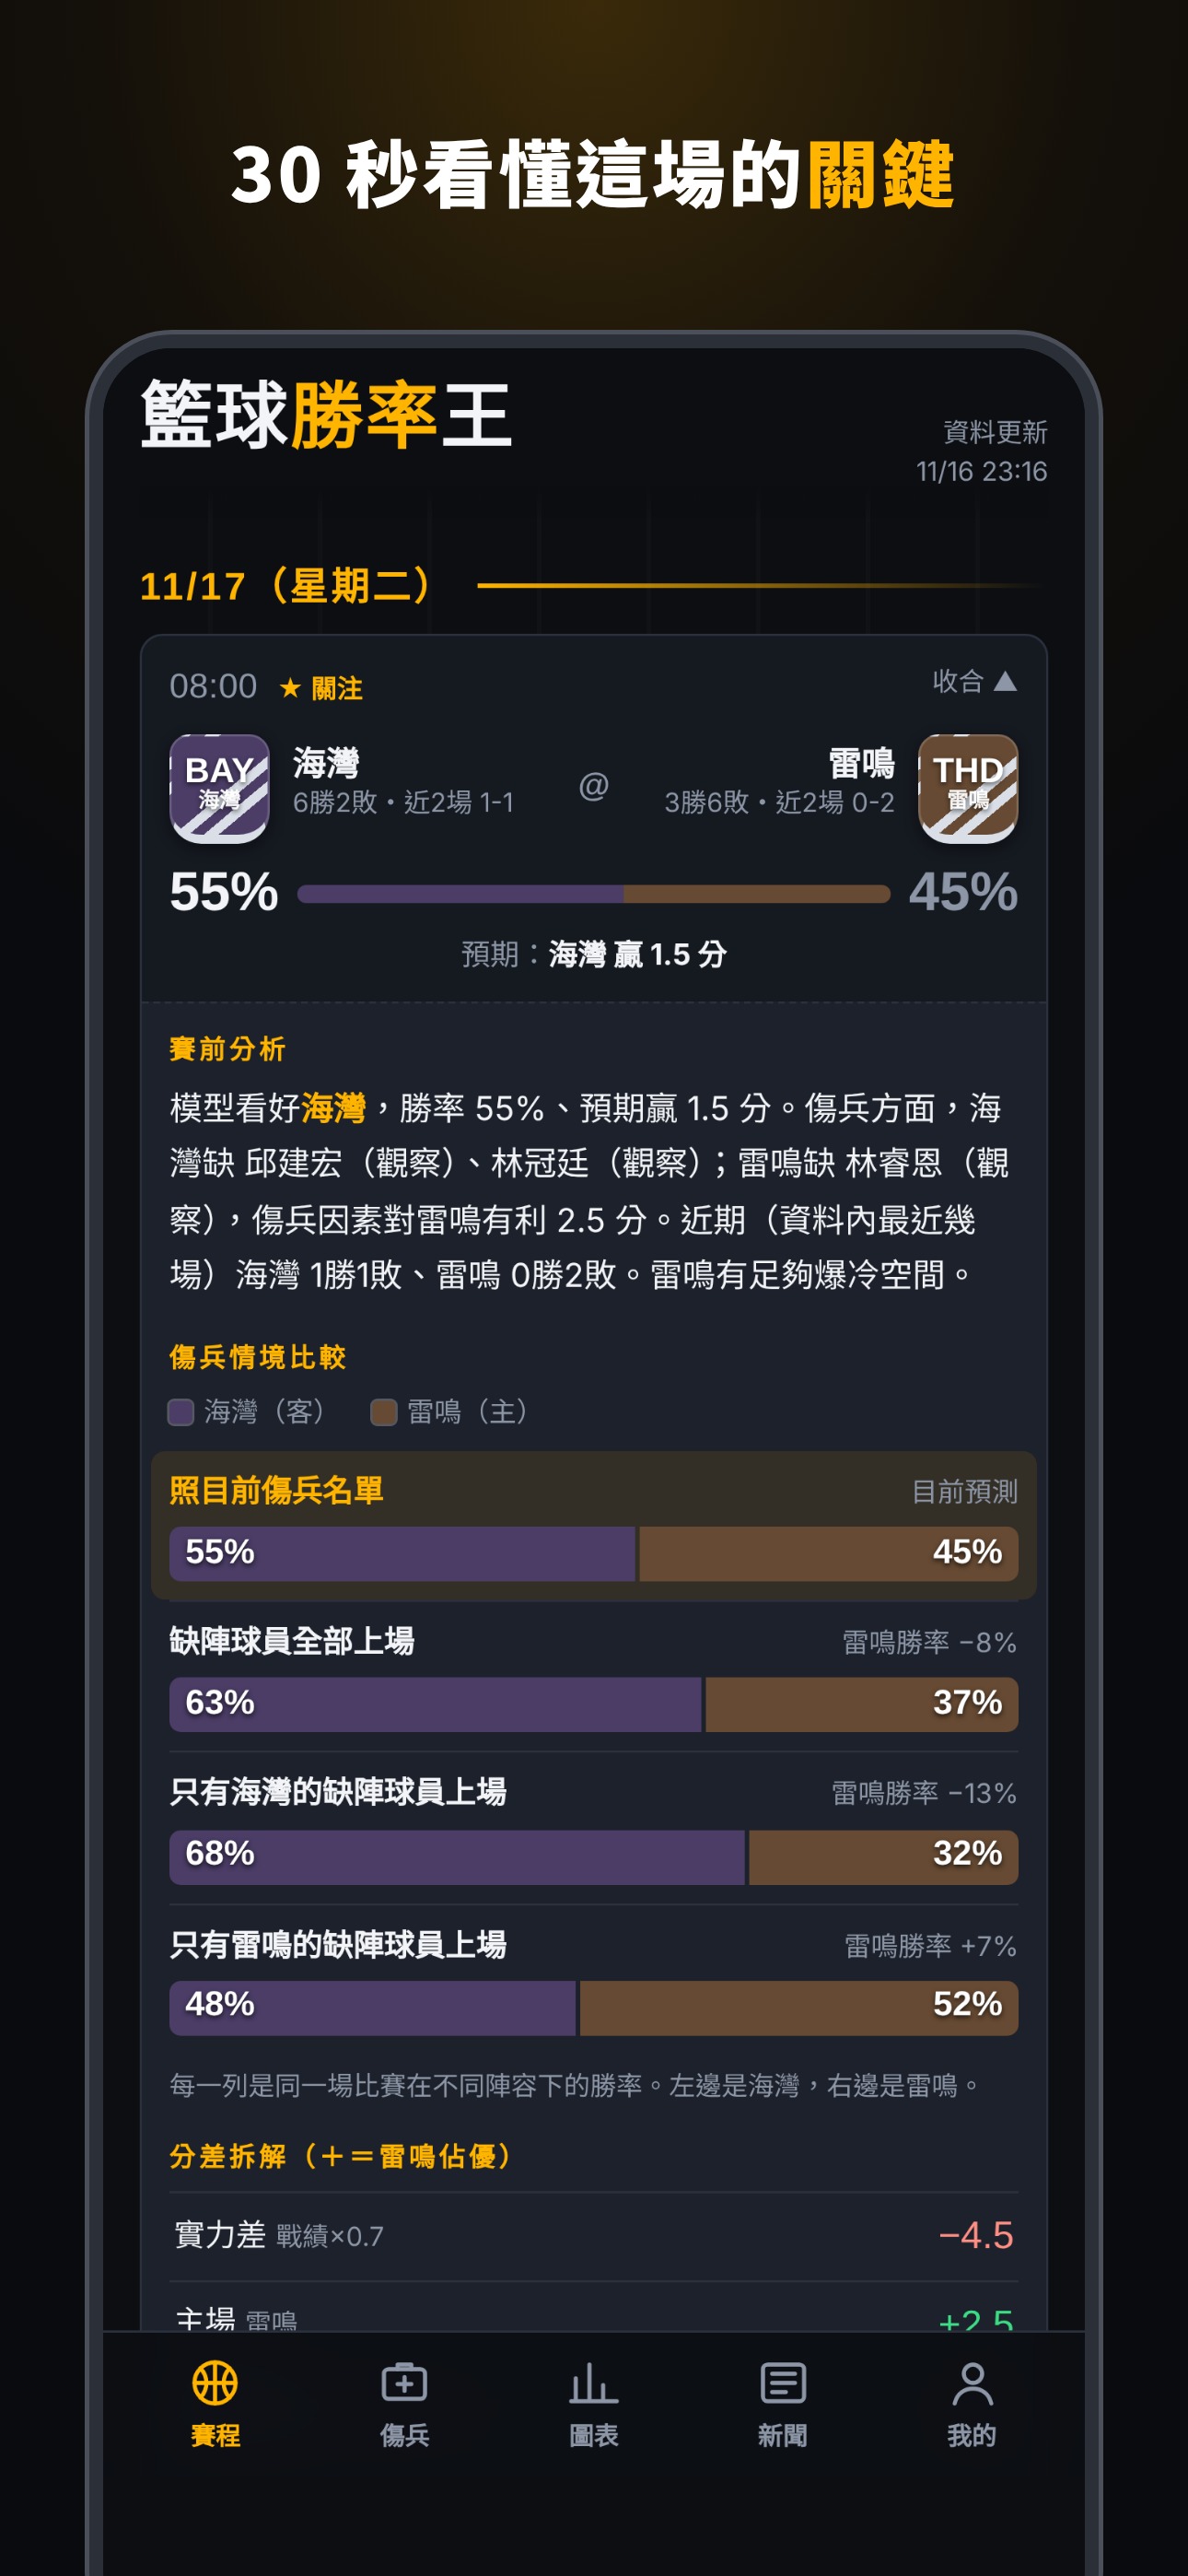 30 秒看懂這場的關鍵
籃球勝率王
資料更新
11/16 23:16
11/17（星期二）
08:00 ★ 關注 收合 ▲
BAY 海灣 海灣 6勝2敗・近2場 1-1 @ 雷鳴 3勝6敗・近2場 0-2 THD 雷鳴
55% 45%
預期：海灣 贏 1.5 分
賽前分析
模型看好海灣，勝率 55%、預期贏 1.5 分。傷兵方面，海
灣缺 邱建宏（觀察）、林冠廷（觀察）；雷鳴缺 林睿恩（觀
察），傷兵因素對雷鳴有利 2.5 分。近期（資料內最近幾
場）海灣 1勝1敗、雷鳴 0勝2敗。雷鳴有足夠爆冷空間。
傷兵情境比較
海灣（客） 雷鳴（主）
照目前傷兵名單 目前預測
55% 45%
缺陣球員全部上場 雷鳴勝率 −8%
63% 37%
只有海灣的缺陣球員上場 雷鳴勝率 −13%
68% 32%
只有雷鳴的缺陣球員上場 雷鳴勝率 +7%
48% 52%
每一列是同一場比賽在不同陣容下的勝率。左邊是海灣，右邊是雷鳴。
分差拆解（＋＝雷鳴佔優）
實力差 戰績×0.7 −4.5
主場 雷鳴 +2.5
賽程 傷兵 圖表 新聞 我的